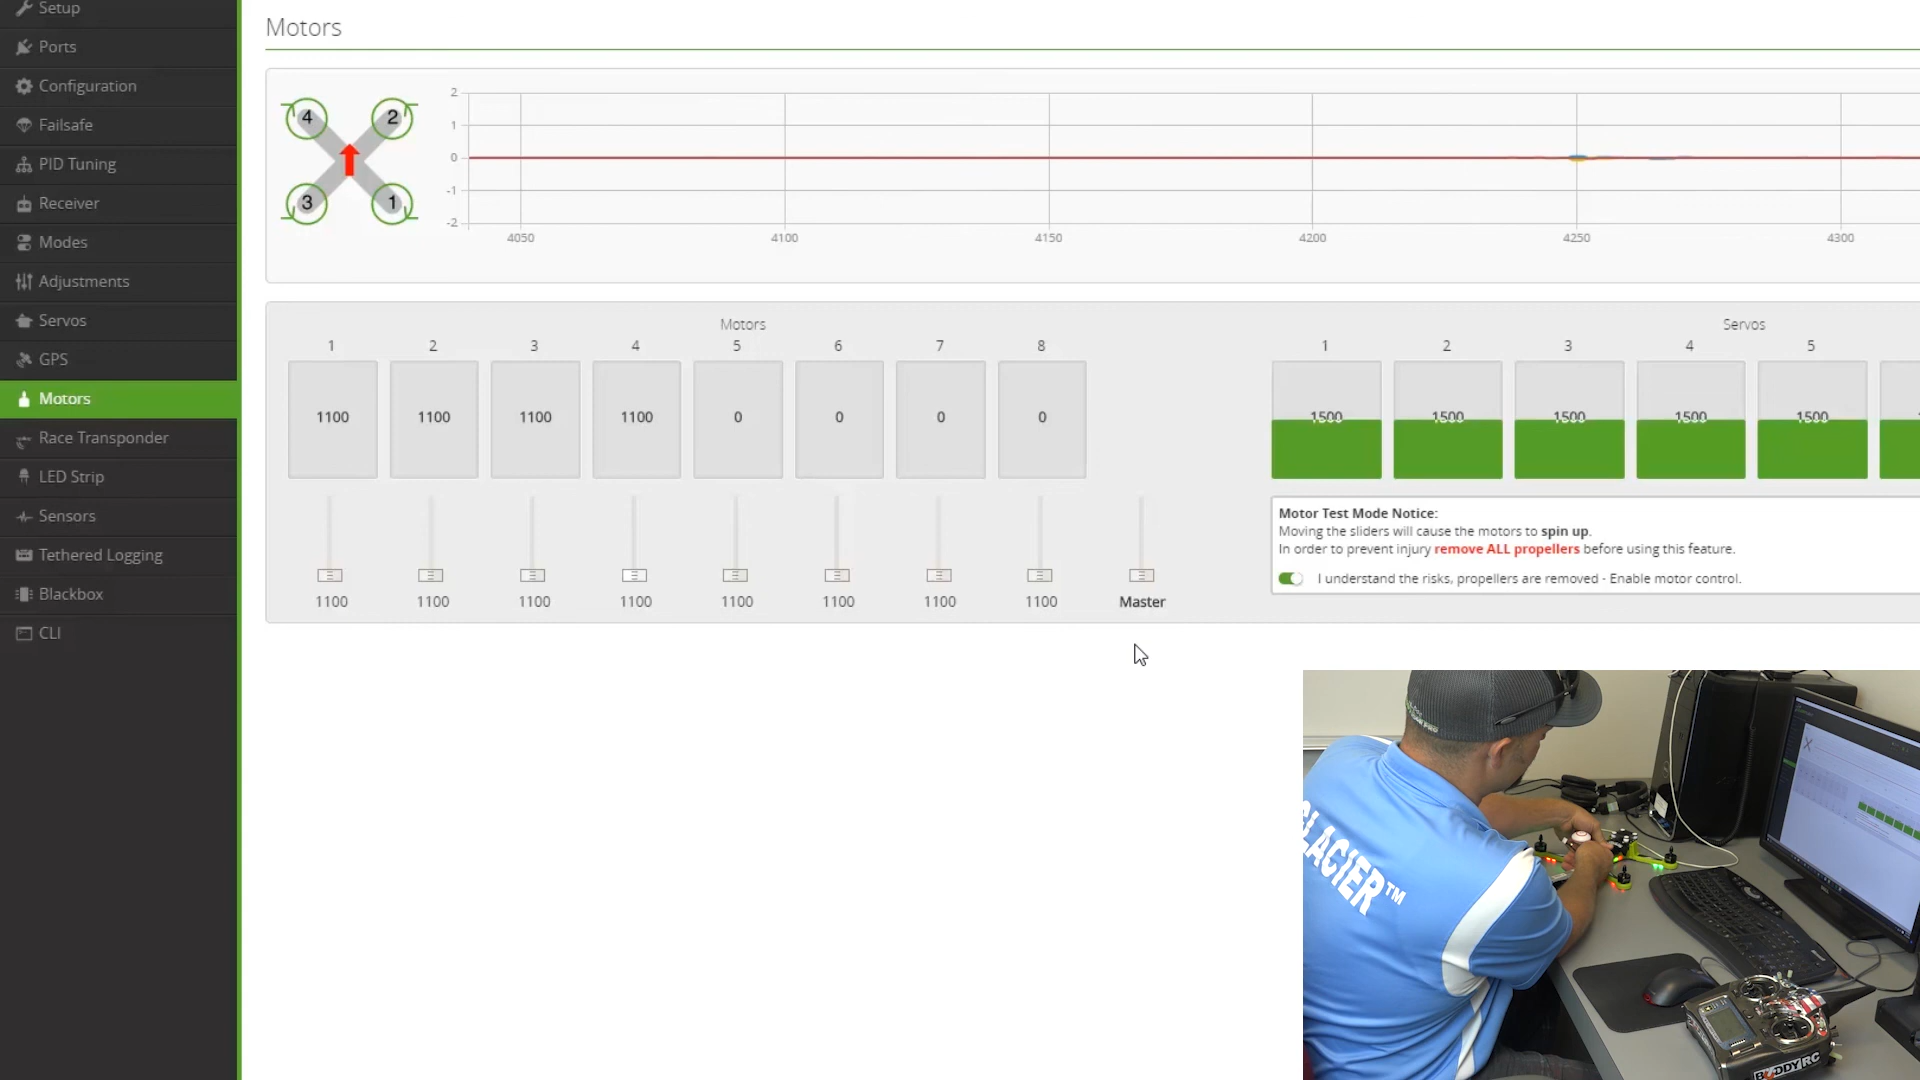 Setup
Ports
Configuration
Failsafe
PID Tuning
Receiver
Modes
Adjustments
Servos
GPS
Motors
Race Transponder
LED Strip
Sensors
Tethered Logging
Blackbox
CLI
Motors
4 2
3 1
2
1
0
-1
-2
4050 4100 4150 4200 4250 4300
Motors
1 2 3 4 5 6 7 8
1100 1100 1100 1100 0 0 0 0
1100 1100 1100 1100 1100 1100 1100 1100 Master
Servos
1 2 3 4 5
1500 1500 1500 1500 1500
Motor Test Mode Notice:
Moving the sliders will cause the motors to spin up.
In order to prevent injury remove ALL propellers before using this feature.
I understand the risks, propellers are removed - Enable motor control.
GLACIER™
BUDDY RC